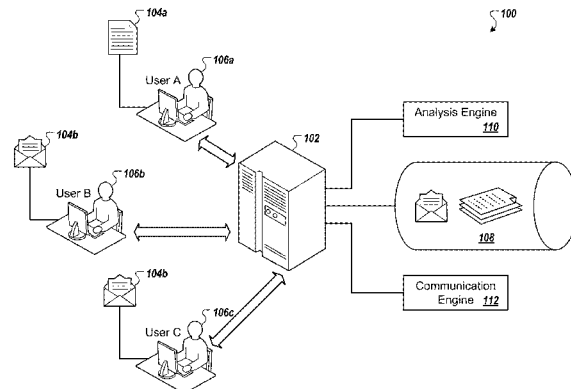 104a
100
106a
User A
102
Analysis Engine
110
104b
106b
User B
108
104b
Communication
Engine
112
106c
User C